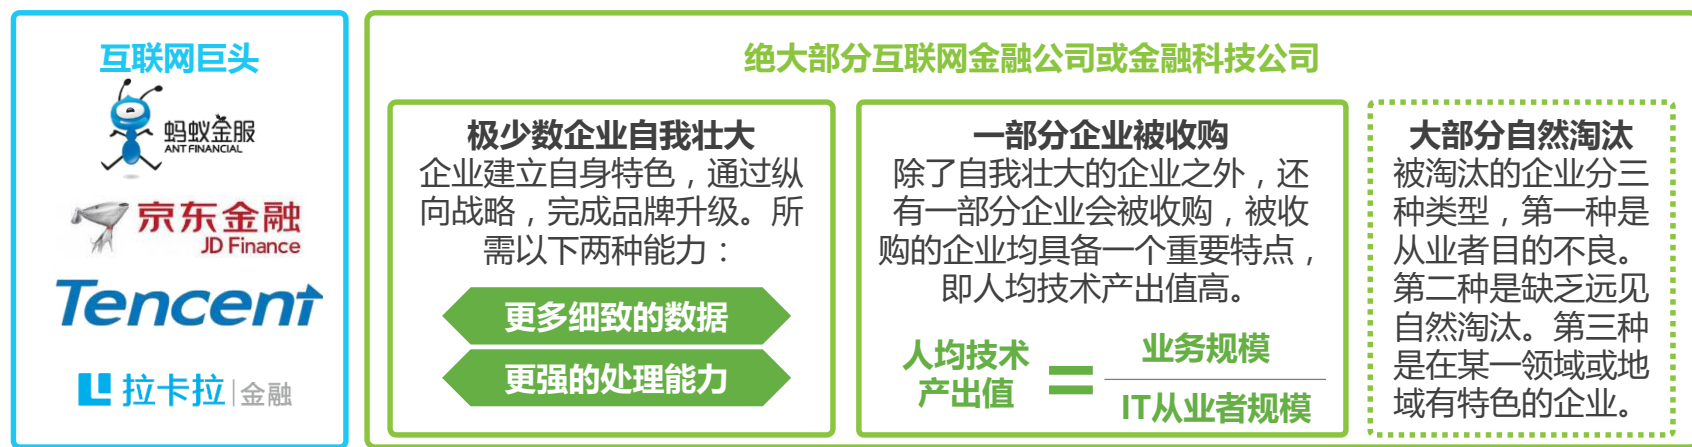 互联网巨头
蚂蚁金服
ANT FINANCIAL
京东金融
JD Finance
Tencent
拉卡拉|金融
绝大部分互联网金融公司或金融科技公司
极少数企业自我壮大
企业建立自身特色，通过纵
向战略，完成品牌升级。所
需以下两种能力：
更多细致的数据
更强的处理能力
一部分企业被收购
除了自我壮大的企业之外，还
有一部分企业会被收购，被收
购的企业均具备一个重要特点，
即人均技术产出值高。
人均技术
产出值
=
业务规模
IT从业者规模
大部分自然淘汰
被淘汰的企业分三
种类型，第一种是
从业者目的不良。
第二种是缺乏远见
自然淘汰。第三种
是在某一领域或地
域有特色的企业。